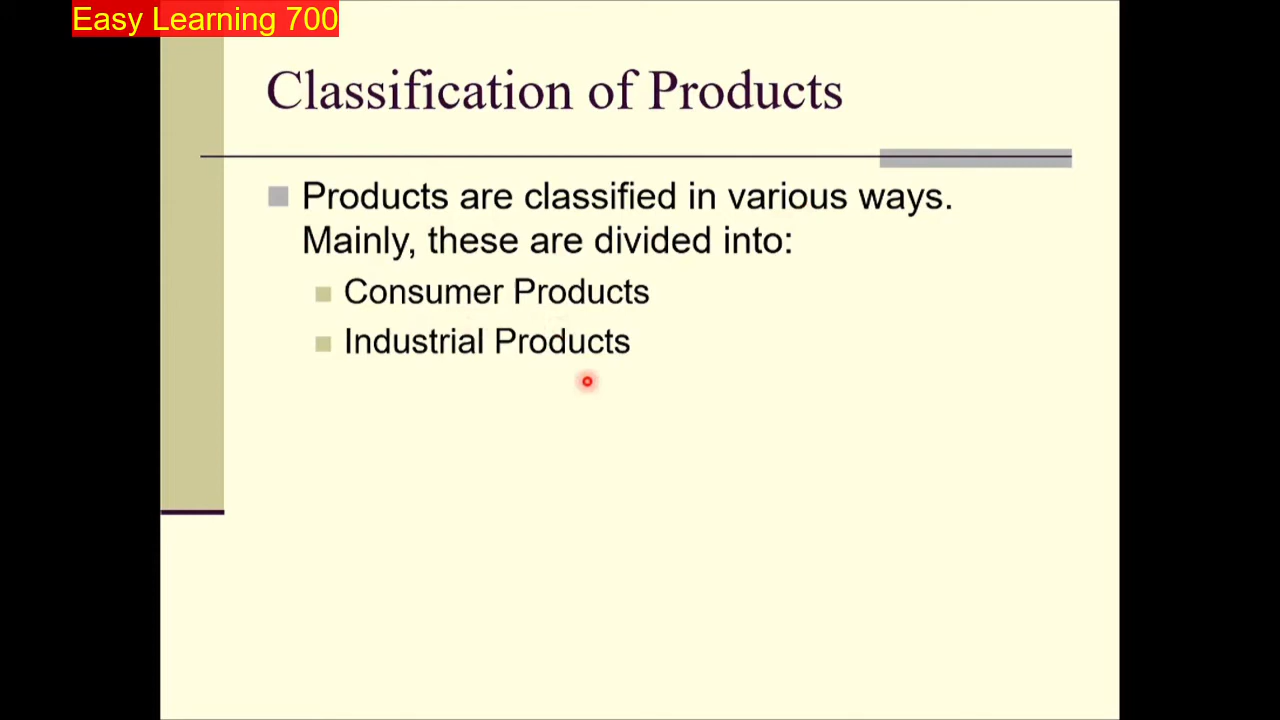 Easy Learning 700
Classification of Products
Products are classified in various ways.
Mainly, these are divided into:
Consumer Products
Industrial Products